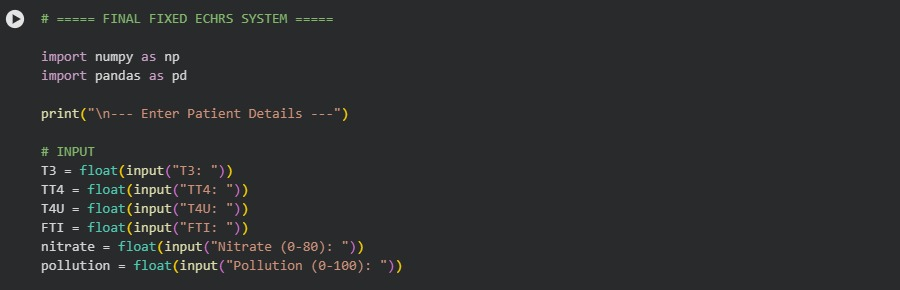 # ===== FINAL FIXED ECHRS SYSTEM =====
import numpy as np
import pandas as pd
print("\n--- Enter Patient Details ---")
# INPUT
T3 = float(input("T3: "))
TT4 = float(input("TT4: "))
T4U = float(input("T4U: "))
FTI = float(input("FTI: "))
nitrate = float(input("Nitrate (0-80): "))
pollution = float(input("Pollution (0-100): "))